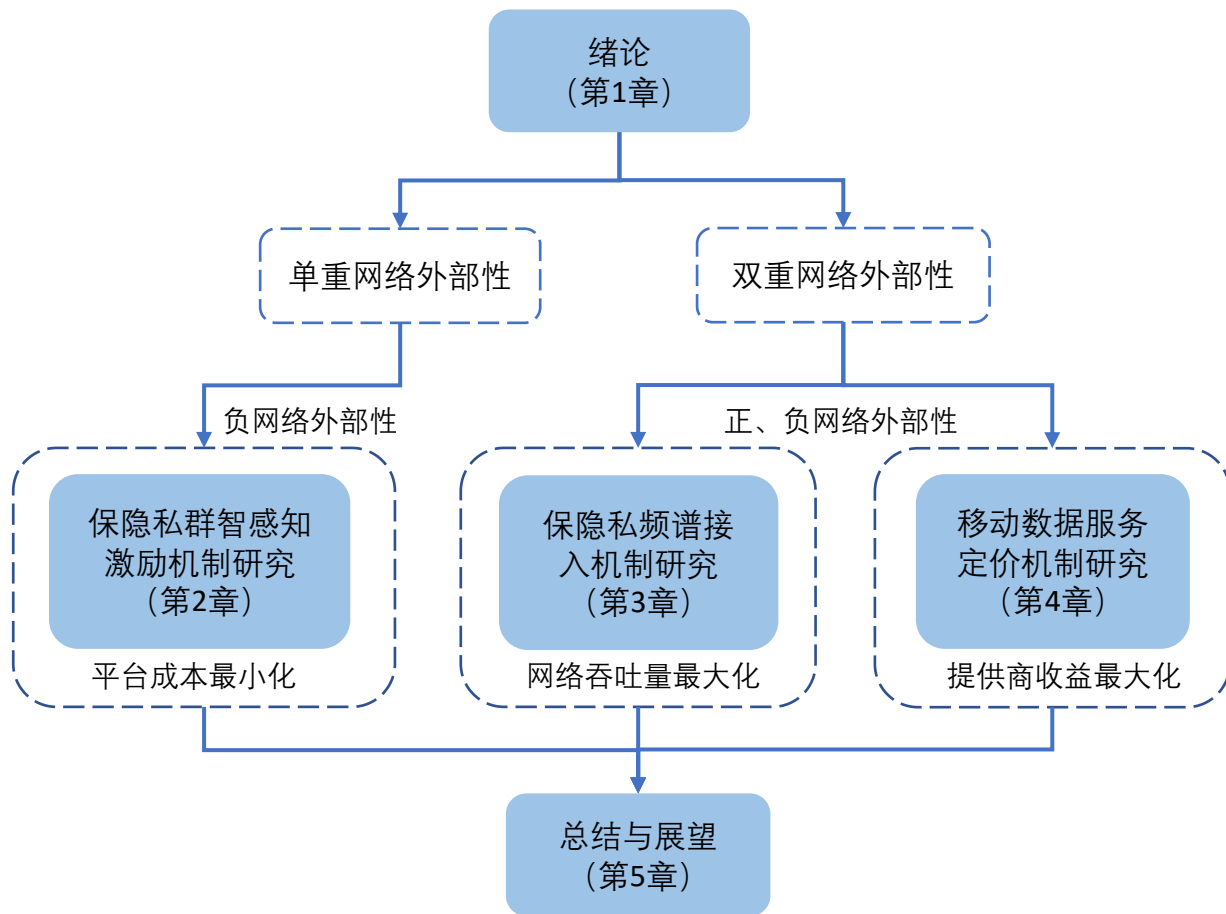 绪论
（第1章）
单重网络外部性
双重网络外部性
负网络外部性
正、负网络外部性
保隐私群智感知
激励机制研究
（第2章）
平台成本最小化
保隐私频谱接
入机制研究
（第3章）
网络吞吐量最大化
移动数据服务
定价机制研究
（第4章）
提供商收益最大化
总结与展望
（第5章）